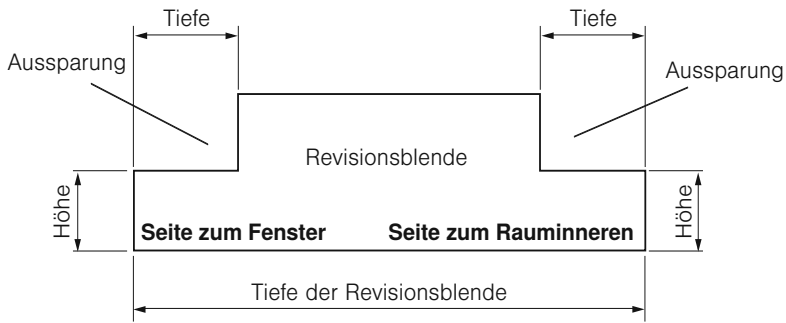 Tiefe
Tiefe
Aussparung
Aussparung
Revisionsblende
Höhe
Seite zum Fenster
Seite zum Rauminneren
Höhe
Tiefe der Revisionsblende